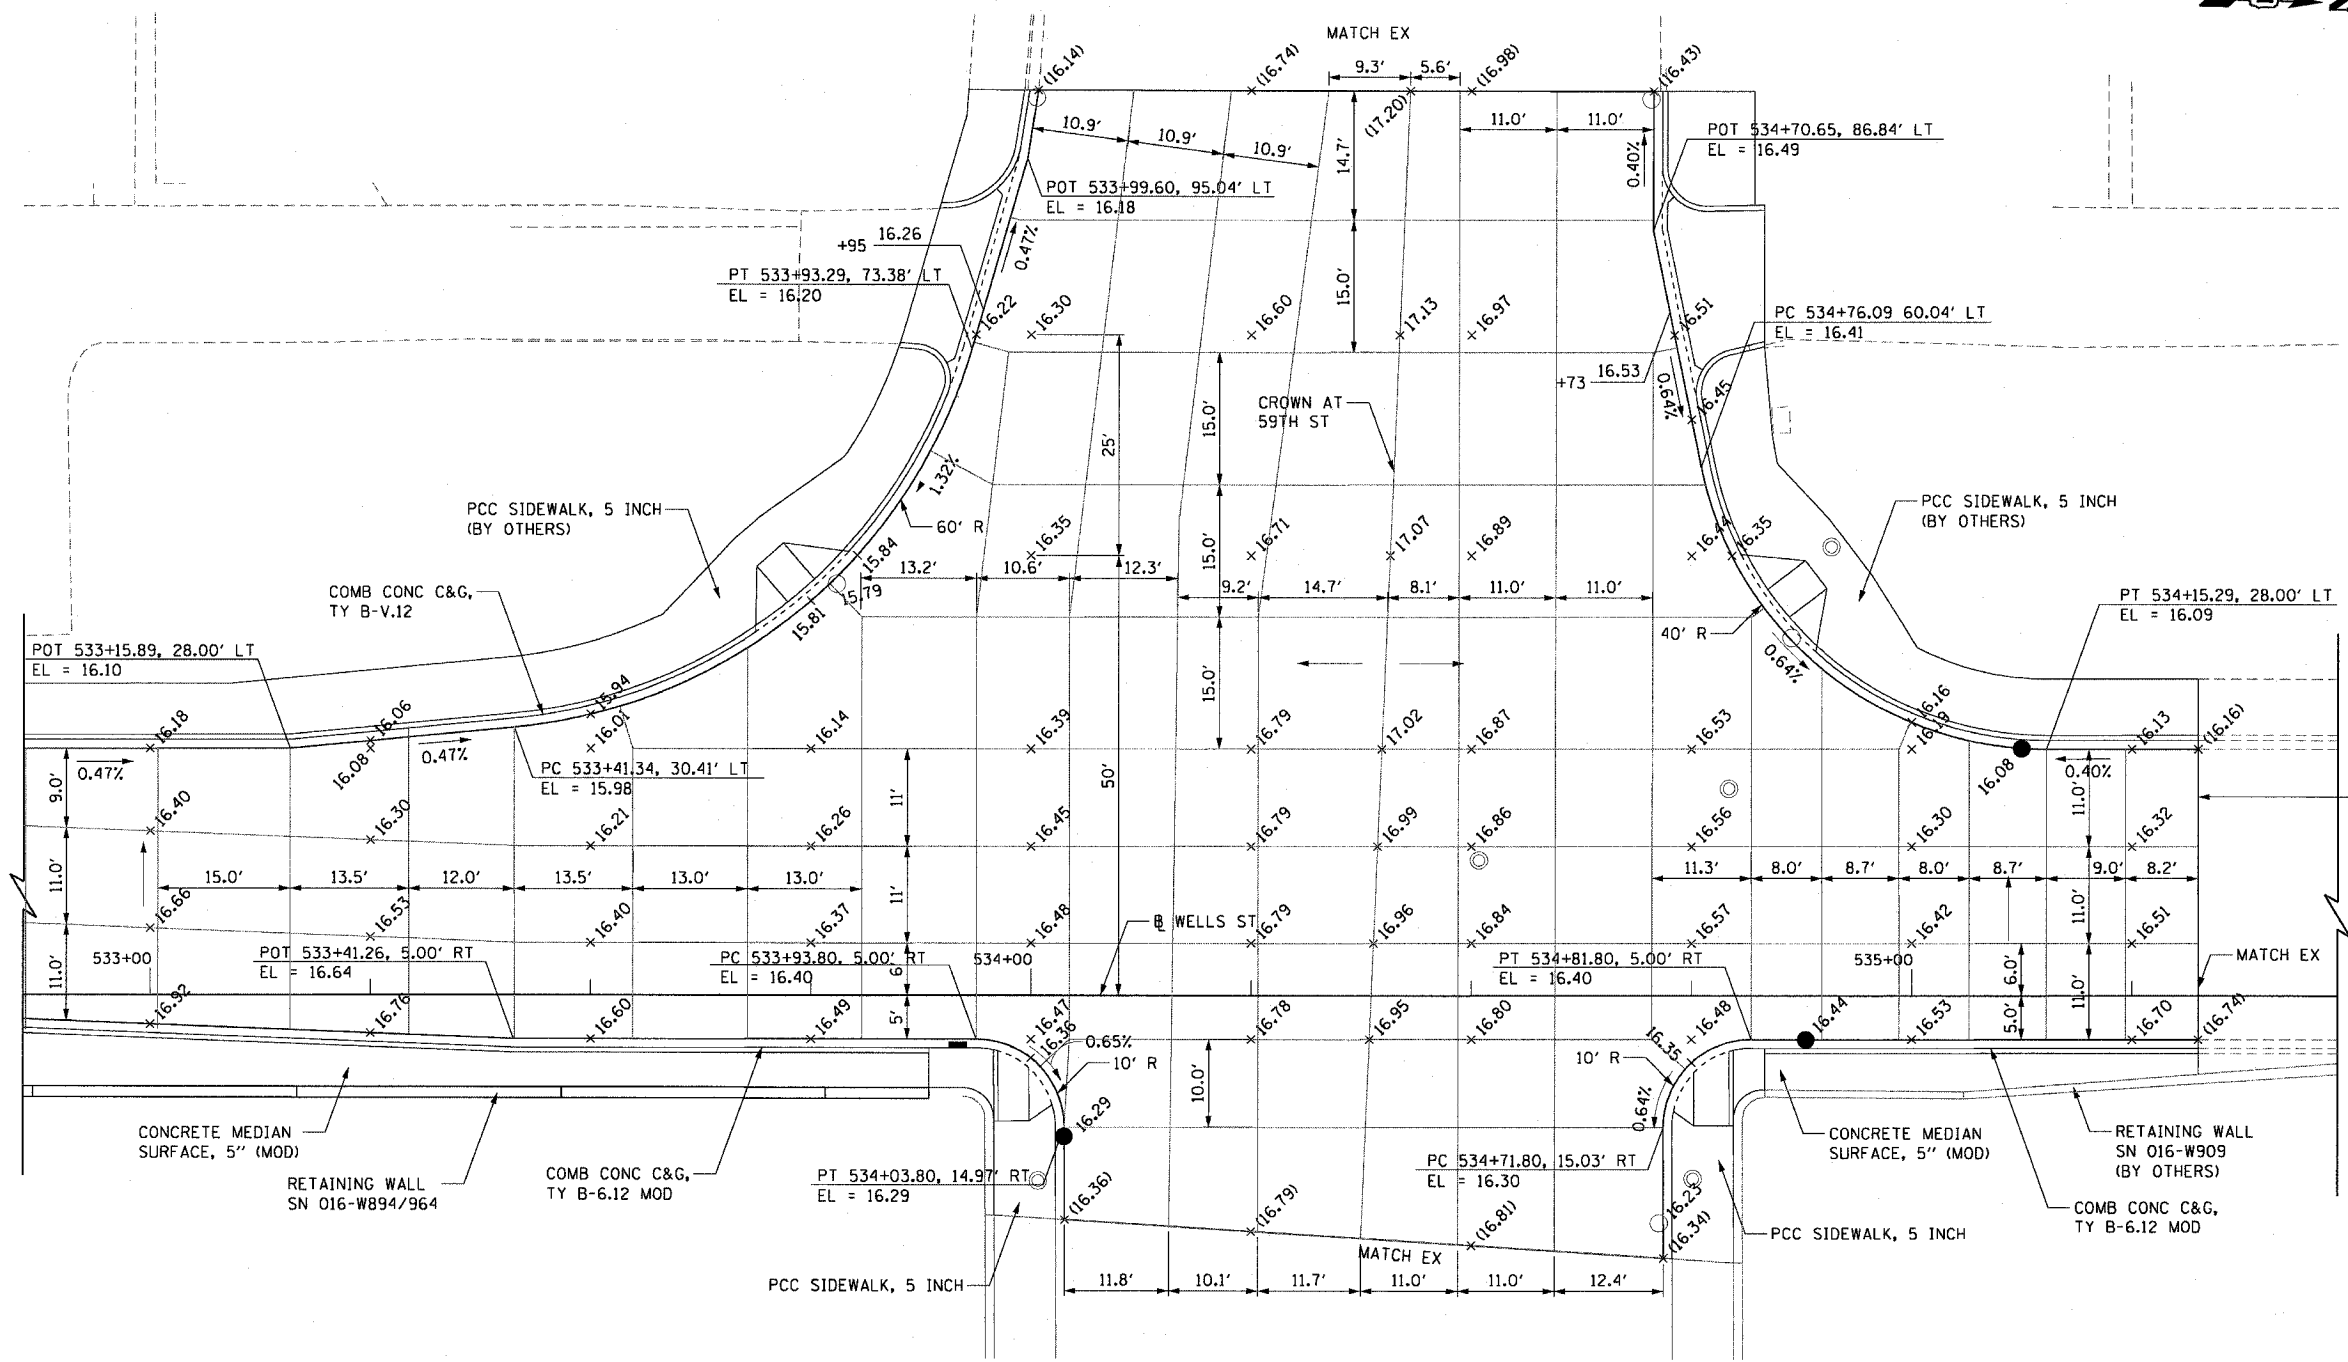 MATCH EX
(16.14)
(16.74)
9.3'
5.6'
(16.98)
(16.43)
(17.20)
10.9'
10.9'
10.9'
14.7'
11.0'
11.0'
0.40%
POT 534+70.65, 86.84' LT
EL = 16.49
POT 533+99.60, 95.04' LT
EL = 16.18
+95
16.26
0.47%
PT 533+93.29, 73.38' LT
EL = 16.20
16.22
16.30
16.60
15.0'
17.13
16.97
16.51
PC 534+76.09 60.04' LT
EL = 16.41
+73
16.53
0.64%
16.45
CROWN AT
59TH ST
25'
15.0'
1.32%
PCC SIDEWALK, 5 INCH
(BY OTHERS)
60' R
PCC SIDEWALK, 5 INCH
(BY OTHERS)
15.84
16.35
16.71
15.0'
17.07
16.89
16.44
16.35
COMB CONC C&G,
TY B-V.12
15.79
15.81
13.2'
10.6'
12.3'
9.2'
14.7'
8.1'
11.0'
11.0'
PT 534+15.29, 28.00' LT
EL = 16.09
40' R
0.64%
POT 533+15.89, 28.00' LT
EL = 16.10
15.0'
16.18
16.06
15.94
16.01
16.14
16.39
16.79
17.02
16.87
16.53
16.16
16.19
16.13
(16.16)
16.08
0.47%
0.47%
PC 533+41.34, 30.41' LT
EL = 15.98
16.08
0.40%
9.0'
11'
50'
11.0'
16.40
16.30
16.21
16.26
16.45
16.79
16.99
16.86
16.56
16.30
16.32
11.0'
15.0'
13.5'
12.0'
13.5'
13.0'
13.0'
11'
11.3'
8.0'
8.7'
8.0'
8.7'
9.0'
8.2'
11.0'
16.66
16.53
16.40
16.37
16.48
16.79
16.96
16.84
16.57
16.42
16.51
℄ WELLS ST
11.0'
533+00
POT 533+41.26, 5.00' RT
EL = 16.64
PC 533+93.80, 5.00' RT
EL = 16.40
6'
534+00
PT 534+81.80, 5.00' RT
EL = 16.40
535+00
6.0'
11.0'
MATCH EX
16.92
16.76
16.60
16.49
5'
16.47
16.36
16.78
16.95
16.80
16.35
16.48
16.44
16.53
5.0'
16.70
(16.74)
0.65%
10' R
10.0'
10' R
0.64%
16.29
CONCRETE MEDIAN
SURFACE, 5" (MOD)
RETAINING WALL
SN 016-W894/964
COMB CONC C&G,
TY B-6.12 MOD
PT 534+03.80, 14.97' RT
EL = 16.29
PC 534+71.80, 15.03' RT
EL = 16.30
CONCRETE MEDIAN
SURFACE, 5" (MOD)
RETAINING WALL
SN 016-W909
(BY OTHERS)
(16.36)
(16.79)
(16.81)
16.23
(16.34)
COMB CONC C&G,
TY B-6.12 MOD
PCC SIDEWALK, 5 INCH
MATCH EX
PCC SIDEWALK, 5 INCH
11.8'
10.1'
11.7'
11.0'
11.0'
12.4'